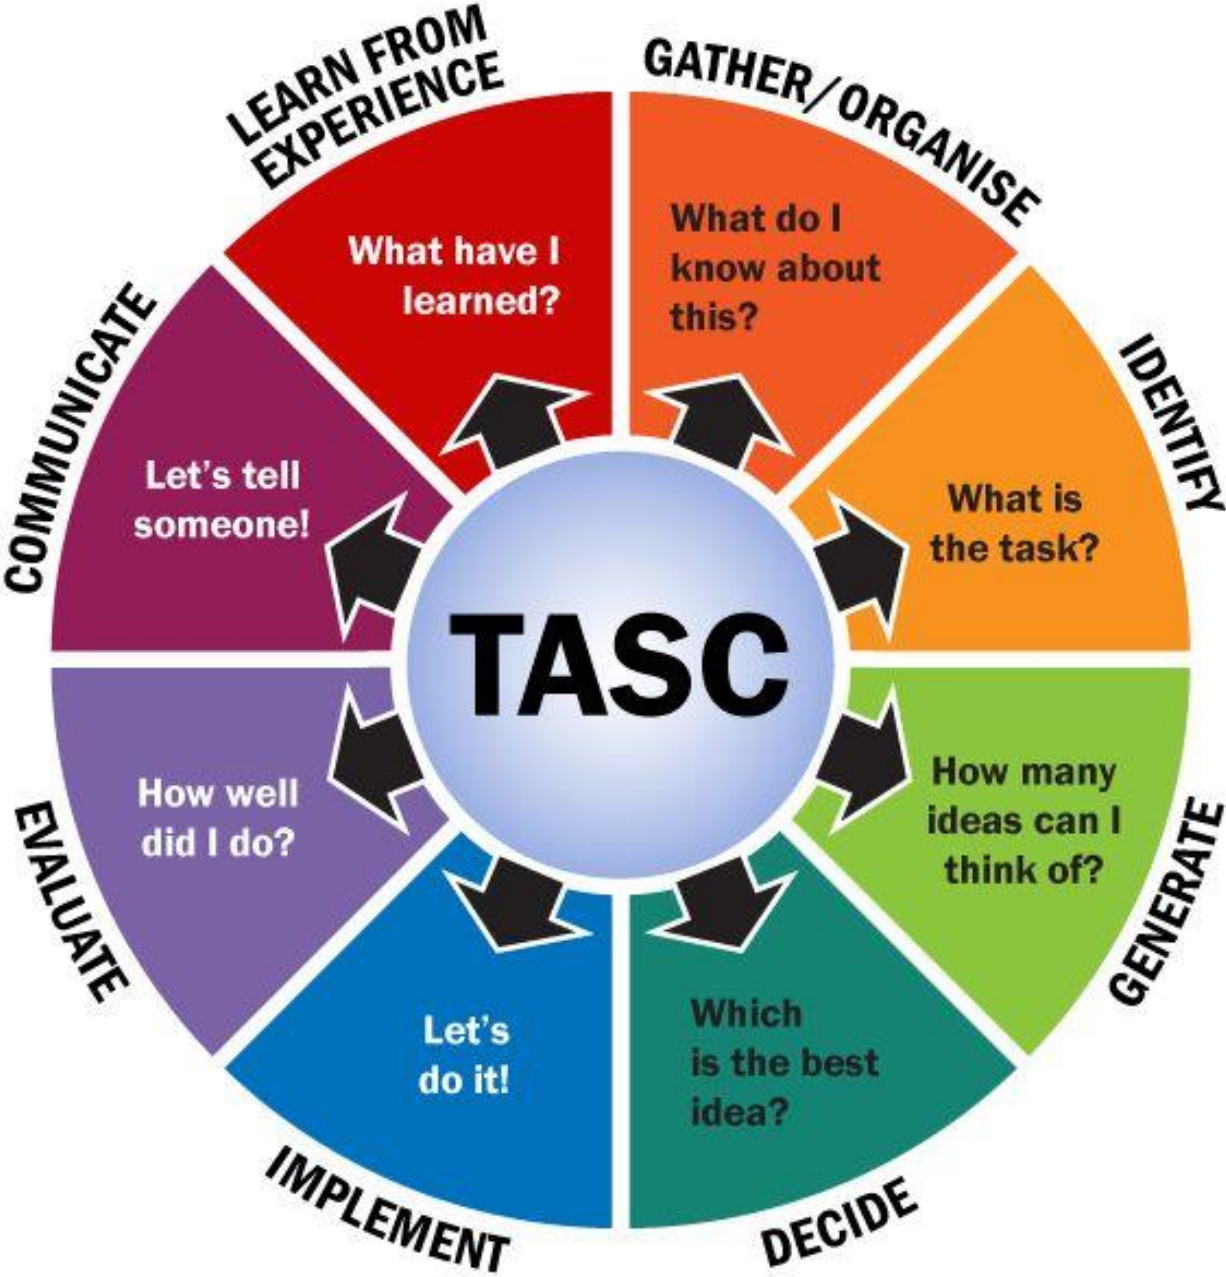 LEARN FROM
EXPERIENCE
What have I
learned?
GATHER/ORGANISE
What do I
know about
this?
IDENTIFY
What is
the task?
GENERATE
How many
ideas can I
think of?
DECIDE
Which
is the best
idea?
IMPLEMENT
Let's
do it!
EVALUATE
How well
did I do?
COMMUNICATE
Let's tell
someone!
TASC